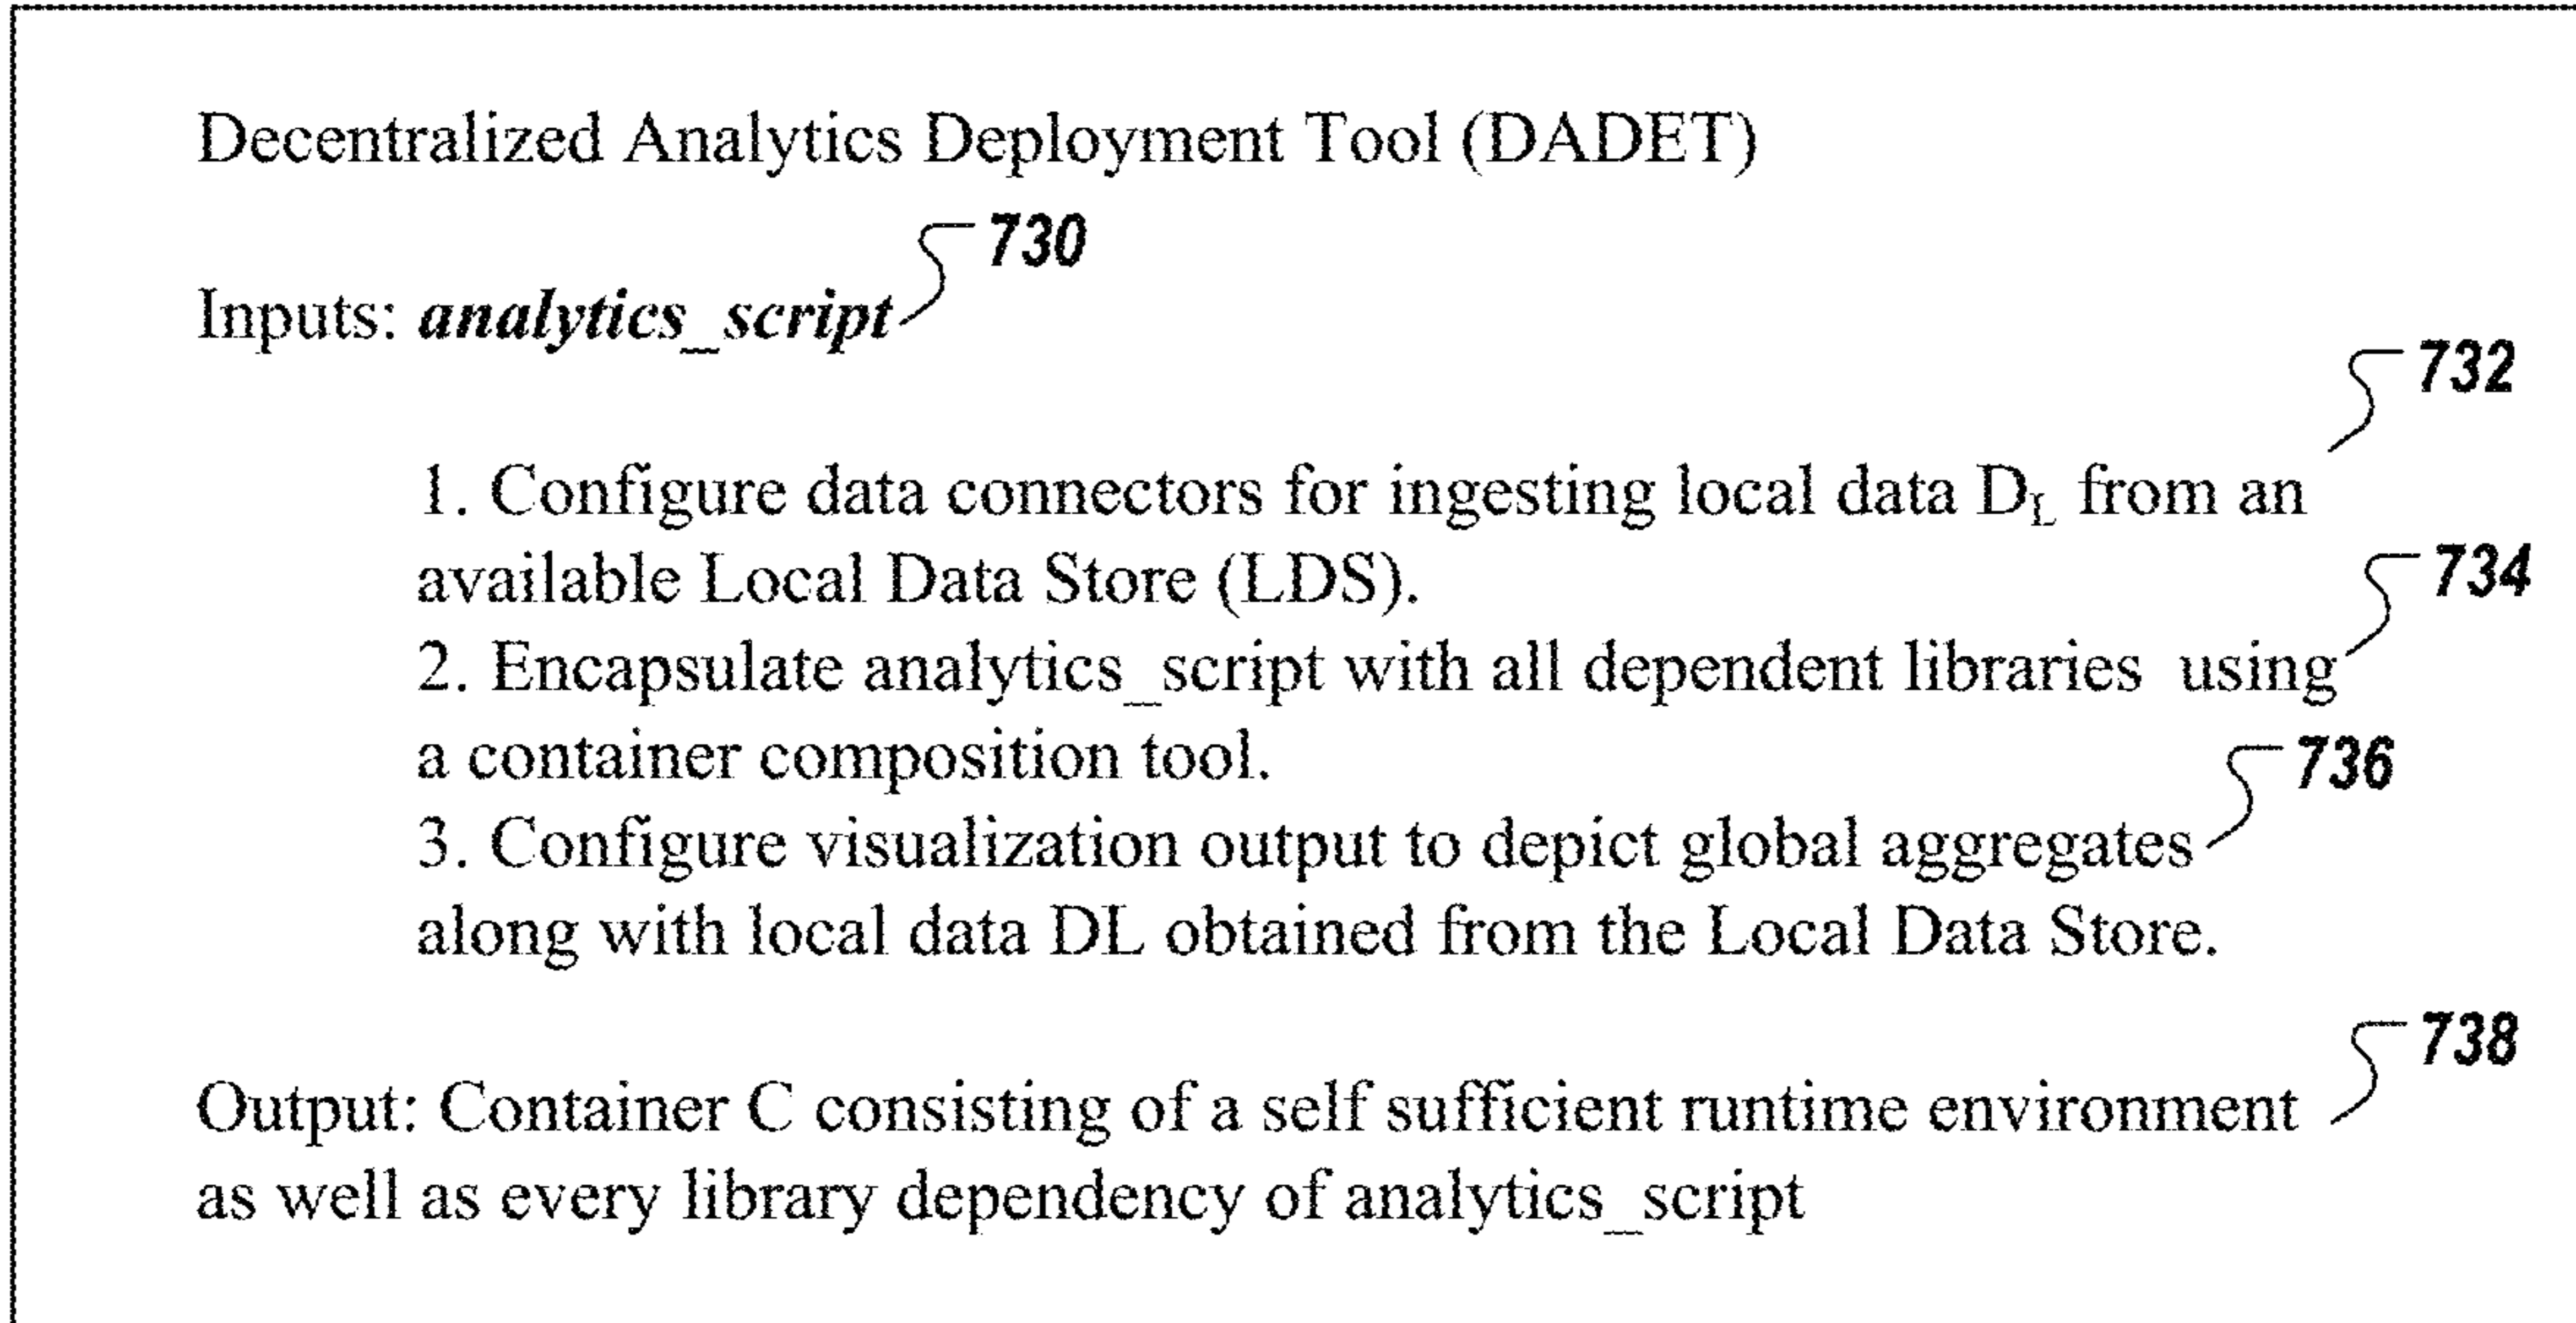 Decentralized Analytics Deployment Tool (DADET)
730
Inputs: analytics_script
732
1. Configure data connectors for ingesting local data D_L from an
available Local Data Store (LDS).
734
2. Encapsulate analytics_script with all dependent libraries using
a container composition tool.
736
3. Configure visualization output to depict global aggregates
along with local data DL obtained from the Local Data Store.
738
Output: Container C consisting of a self sufficient runtime environment
as well as every library dependency of analytics_script